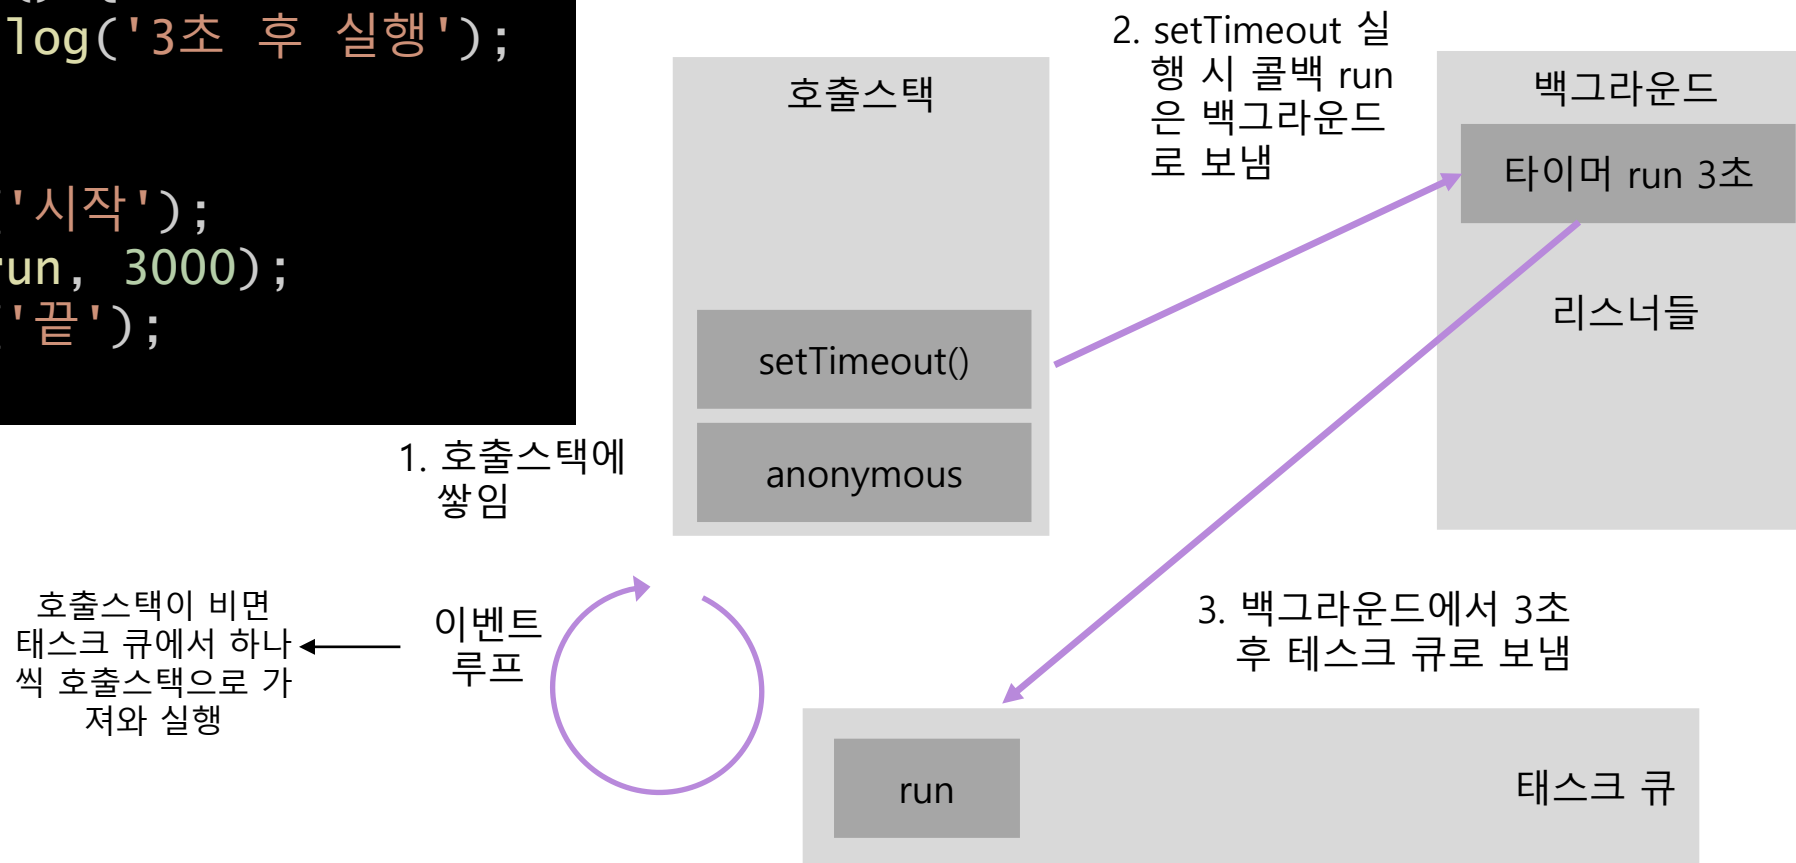 log('3초 후 실행');
'시작');
run, 3000);
'끝');
호출스택
setTimeout()
anonymous
1. 호출스택에
쌓임
2. setTimeout 실
행 시 콜백 run
은 백그라운드
로 보냄
백그라운드
타이머 run 3초
리스너들
3. 백그라운드에서 3초
후 테스크 큐로 보냄
호출스택이 비면
태스크 큐에서 하나
씩 호출스택으로 가
져와 실행
이벤트
루프
run
태스크 큐